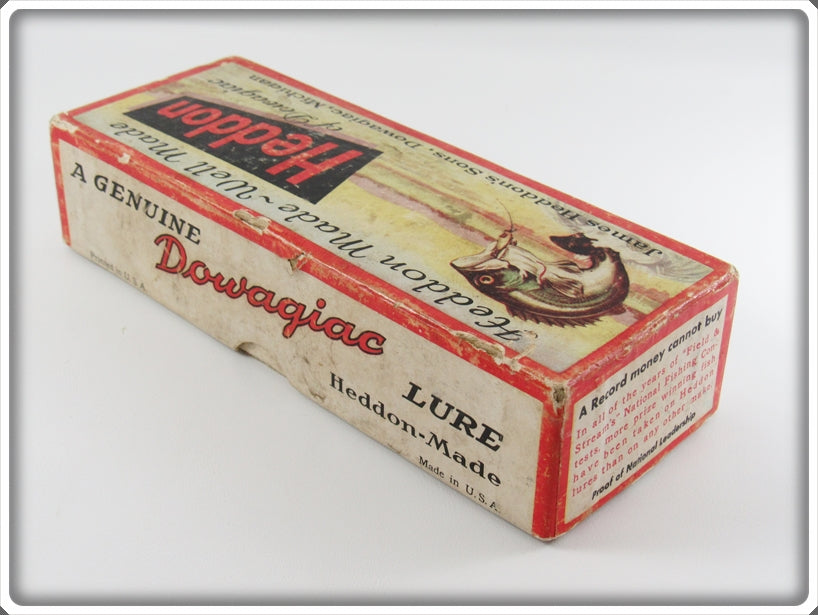 Heddon Made ~ Well Made
Heddon
of Dowagiac
James Heddon's Sons, Dowagiac, Michigan
A GENUINE
Dowagiac
LURE
Heddon-Made
Printed in U.S.A.
Made in U.S.A.
A Record money cannot buy
In all of the years of "Field &
Stream's" National Fishing Con-
tests, more prize winning fish
have been taken on Heddon
lures than on any other make.
Proof of National Leadership